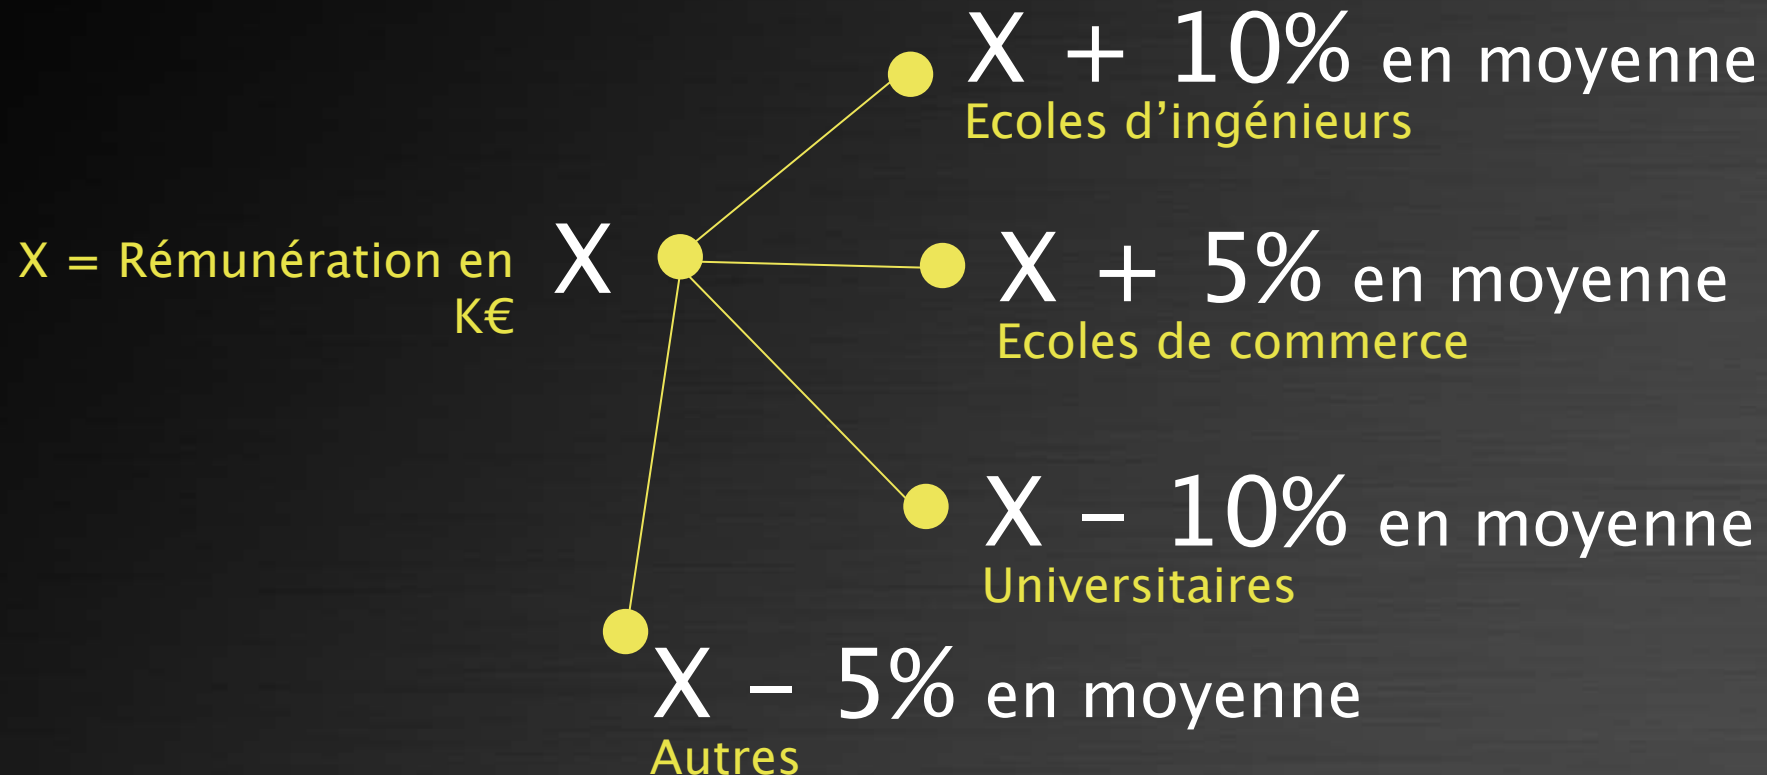 X + 10% en moyenne
Ecoles d’ingénieurs
X = Rémunération en
K€
X
X + 5% en moyenne
Ecoles de commerce
X – 10% en moyenne
Universitaires
X – 5% en moyenne
Autres